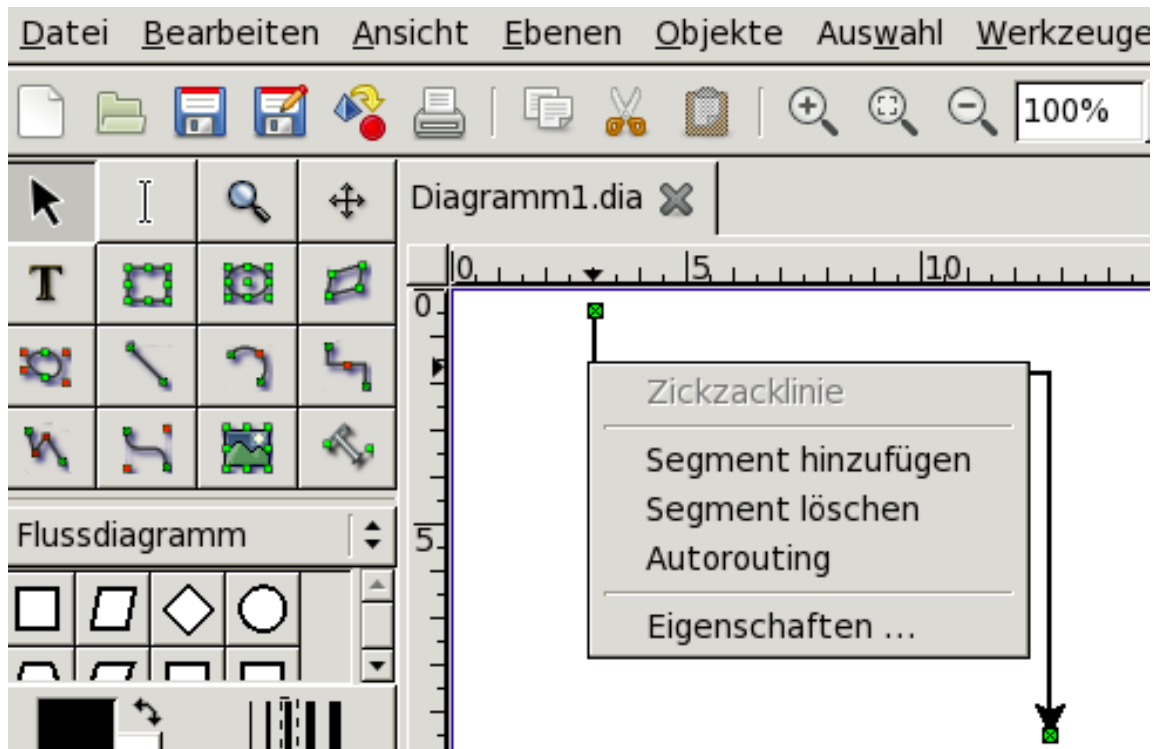 Datei Bearbeiten Ansicht Ebenen Objekte Auswahl Werkzeuge
100%
Diagramm1.dia
T
0 5 10
0
Zickzacklinie
Segment hinzufügen
Segment löschen
Flussdiagramm
5
Autorouting
Eigenschaften ...